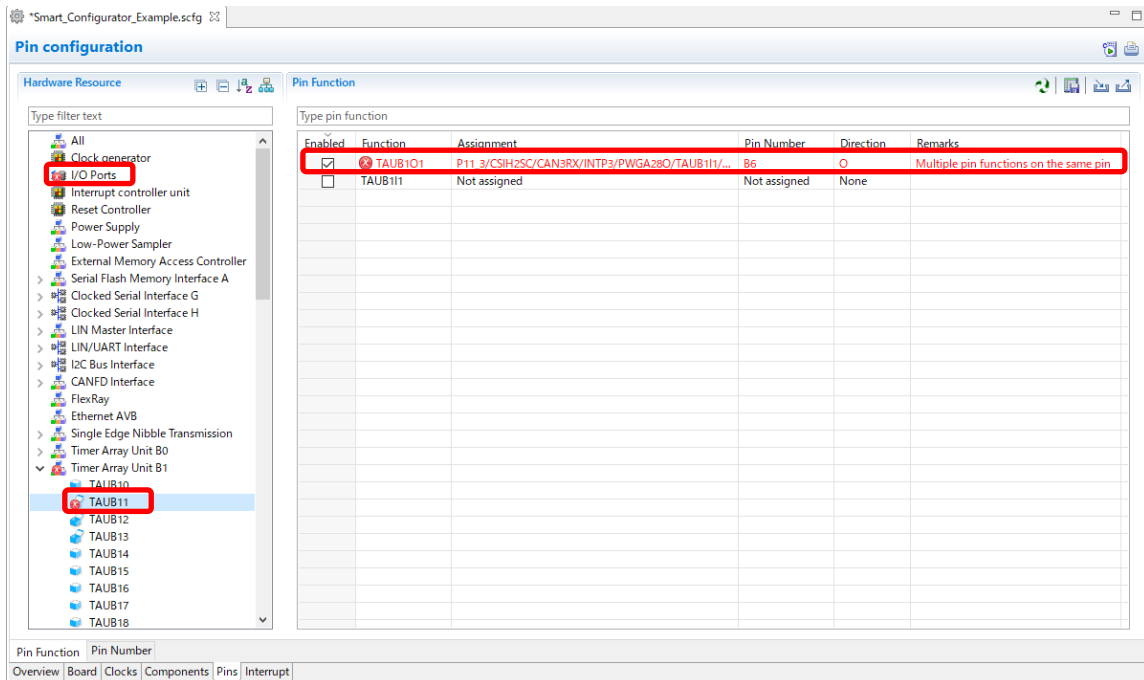 *Smart_Configurator_Example.scfg
Pin configuration
Hardware Resource
Type filter text
All
Clock generator
I/O Ports
Interrupt controller unit
Reset Controller
Power Supply
Low-Power Sampler
External Memory Access Controller
Serial Flash Memory Interface A
Clocked Serial Interface G
Clocked Serial Interface H
LIN Master Interface
LIN/UART Interface
I2C Bus Interface
CANFD Interface
FlexRay
Ethernet AVB
Single Edge Nibble Transmission
Timer Array Unit B0
Timer Array Unit B1
TAUB10
TAUB11
TAUB12
TAUB13
TAUB14
TAUB15
TAUB16
TAUB17
TAUB18
Pin Function
Type pin function
Enabled Function Assignment Pin Number Direction Remarks
TAUB1O1 P11_3/CSIH2SC/CAN3RX/INTP3/PWGA28O/TAUB1I1/... B6 O Multiple pin functions on the same pin
TAUB1I1 Not assigned Not assigned None
Pin Function Pin Number
Overview Board Clocks Components Pins Interrupt